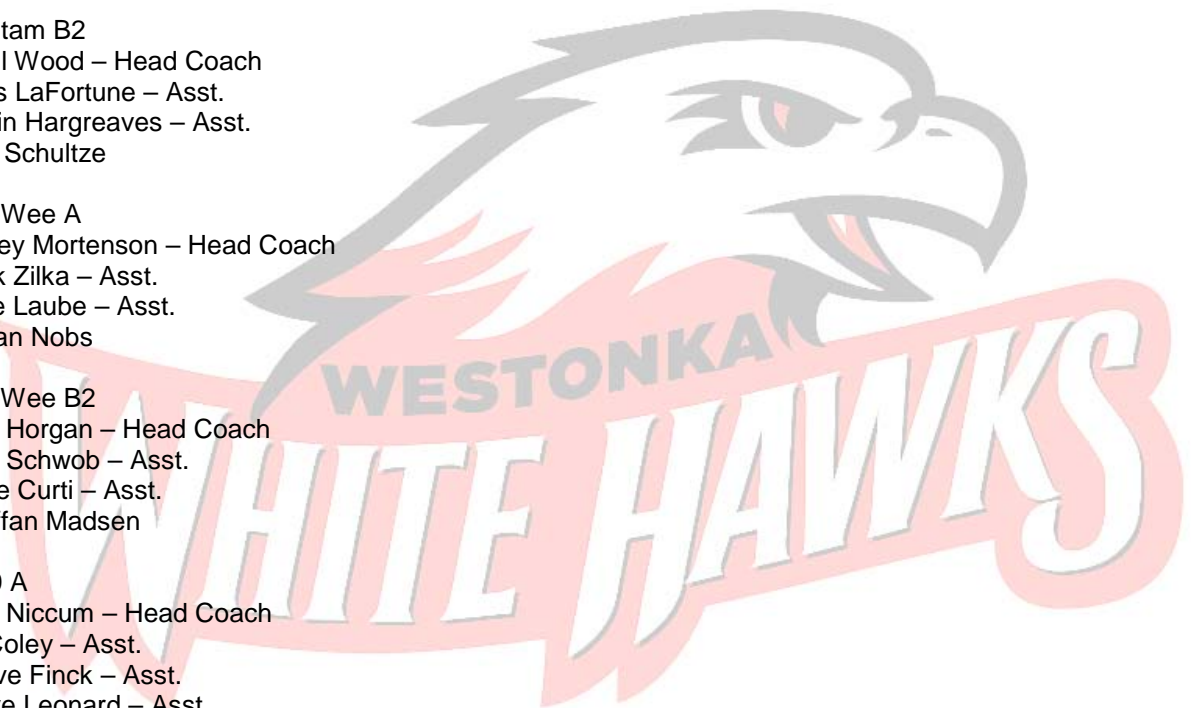 tam B2
l Wood – Head Coach
s LaFortune – Asst.
in Hargreaves – Asst.
Schultze
Wee A
ey Mortenson – Head Coach
k Zilka – Asst.
e Laube – Asst.
an Nobs
Wee B2
Horgan – Head Coach
Schwob – Asst.
e Curti – Asst.
fan Madsen
A
Niccum – Head Coach
Coley – Asst.
ve Finck – Asst.
e Leonard – Asst.
WESTONKA
WHITE HAWKS